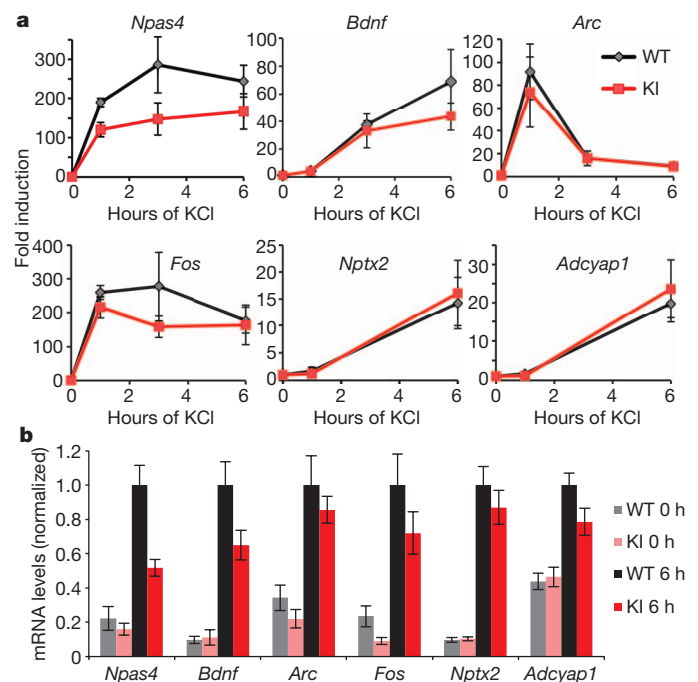 a
Npas4
Bdnf
Arc
Fold induction
300
200
100
0
0 2 4 6
Hours of KCl
100
80
60
40
20
0
0 2 4 6
Hours of KCl
120
100
80
60
40
20
0
0 2 4 6
Hours of KCl
WT
KI
Fos
Nptx2
Adcyap1
400
300
200
100
0
0 2 4 6
Hours of KCl
25
20
15
10
5
0
0 2 4 6
Hours of KCl
30
20
10
0
0 2 4 6
Hours of KCl
b
mRNA levels (normalized)
1.2
1.0
0.8
0.6
0.4
0.2
0
Npas4 Bdnf Arc Fos Nptx2 Adcyap1
WT 0 h
KI 0 h
WT 6 h
KI 6 h